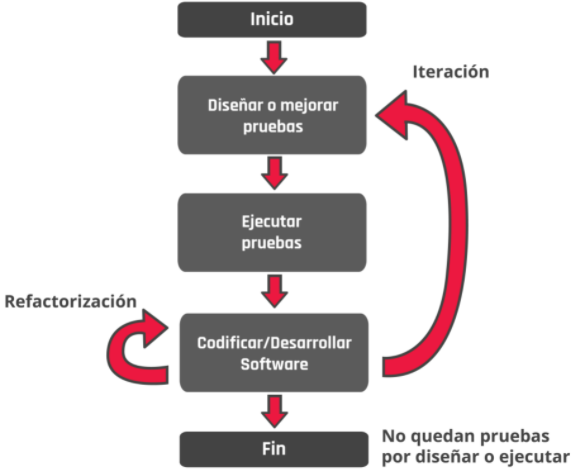 Inicio
Iteración
Diseñar o mejorar
pruebas
Ejecutar
pruebas
Refactorización
Codificar/Desarrollar
Software
Fin
No quedan pruebas
por diseñar o ejecutar